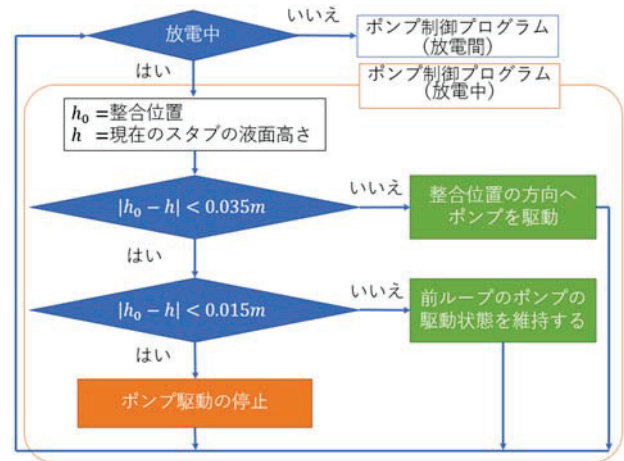 放電中
いいえ
ポンプ制御プログラム
(放電間)
はい
ポンプ制御プログラム
(放電中)
h₀ =整合位置
h =現在のスタブの液面高さ
|h₀ − h| < 0.035m
いいえ
整合位置の方向へ
ポンプを駆動
はい
|h₀ − h| < 0.015m
いいえ
前ループのポンプの
駆動状態を維持する
はい
ポンプ駆動の停止